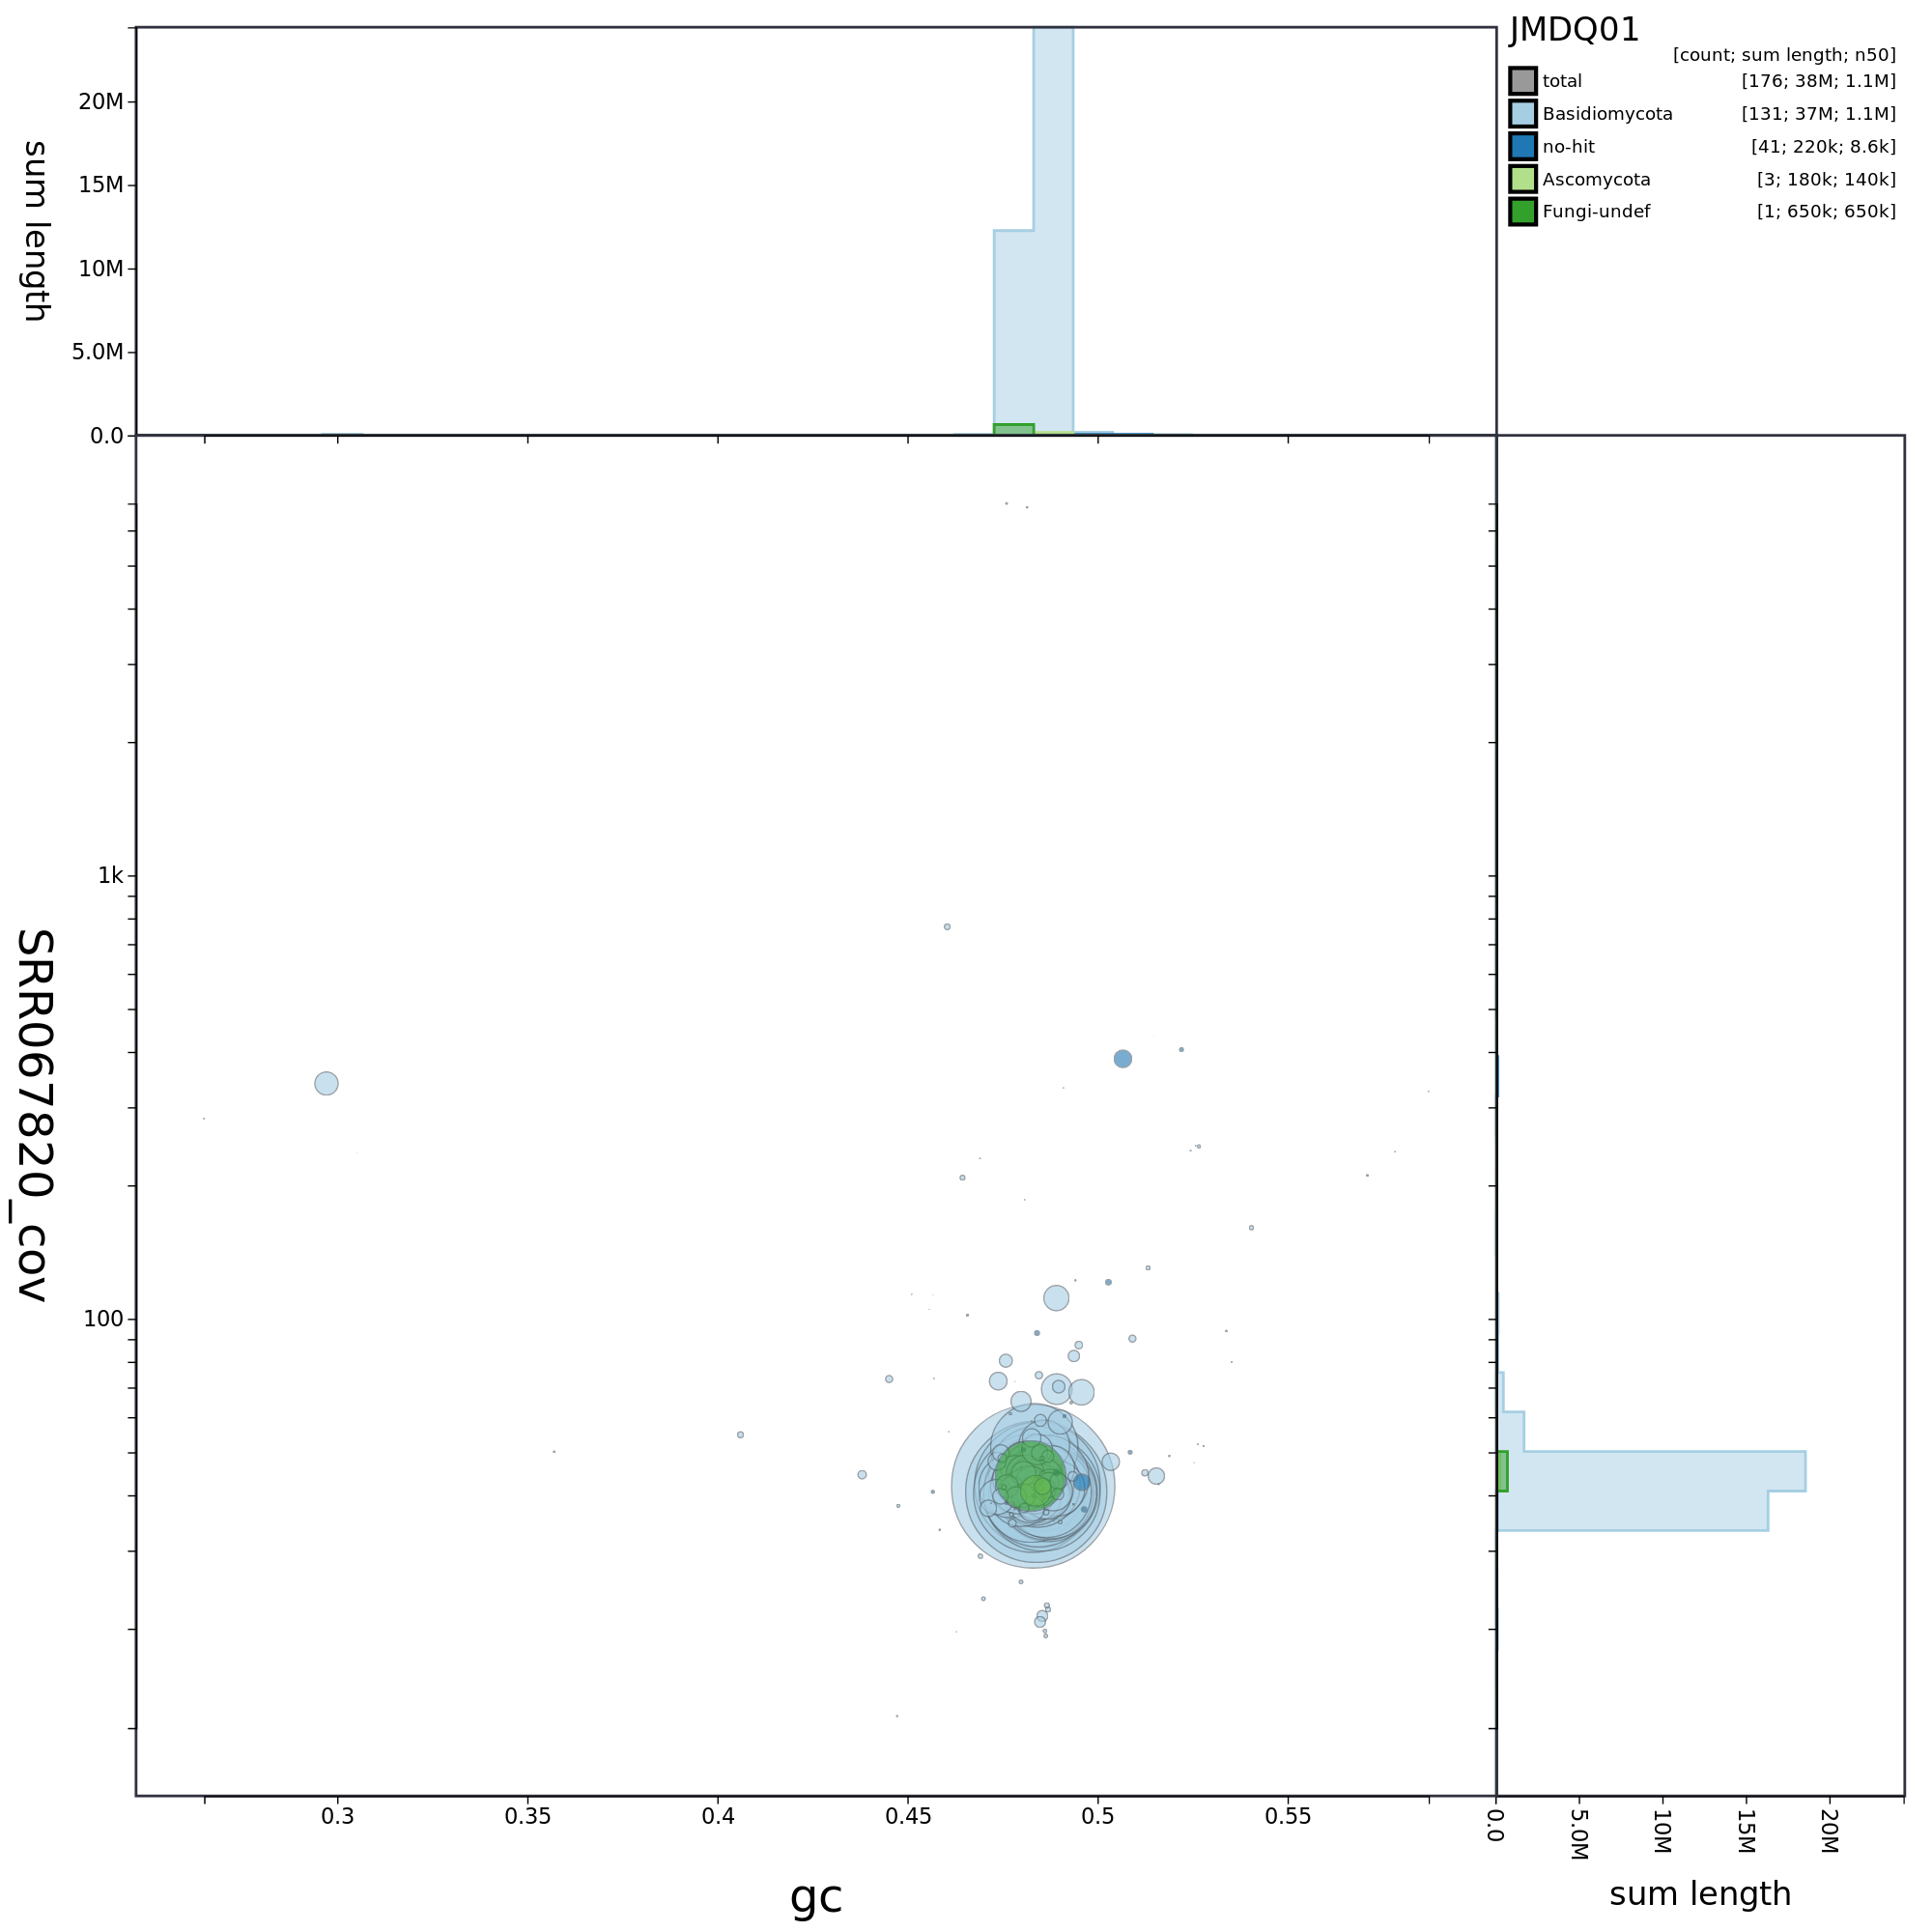 JMDQ01
[count; sum length; n50]
total [176; 38M; 1.1M]
Basidiomycota [131; 37M; 1.1M]
no-hit [41; 220k; 8.6k]
Ascomycota [3; 180k; 140k]
Fungi-undef [1; 650k; 650k]
sum length
20M
15M
10M
5.0M
0.0
SRR067820_cov
1k
100
0.3 0.35 0.4 0.45 0.5 0.55
gc
0.0 5.0M 10M 15M 20M
sum length